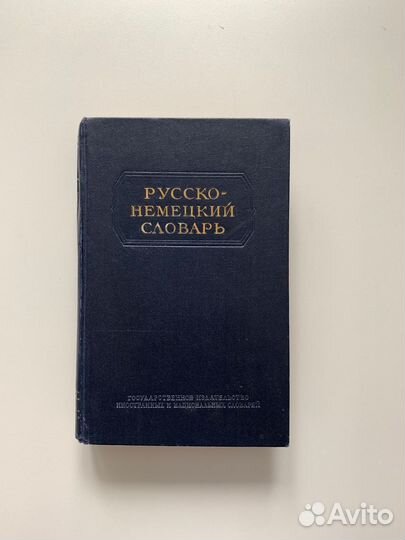 РУССКО-
НЕМЕЦКИЙ
СЛОВАРЬ
ГОСУДАРСТВЕННОЕ ИЗДАТЕЛЬСТВО
ИНОСТРАННЫХ И НАЦИОНАЛЬНЫХ СЛОВАРЕЙ
Avito